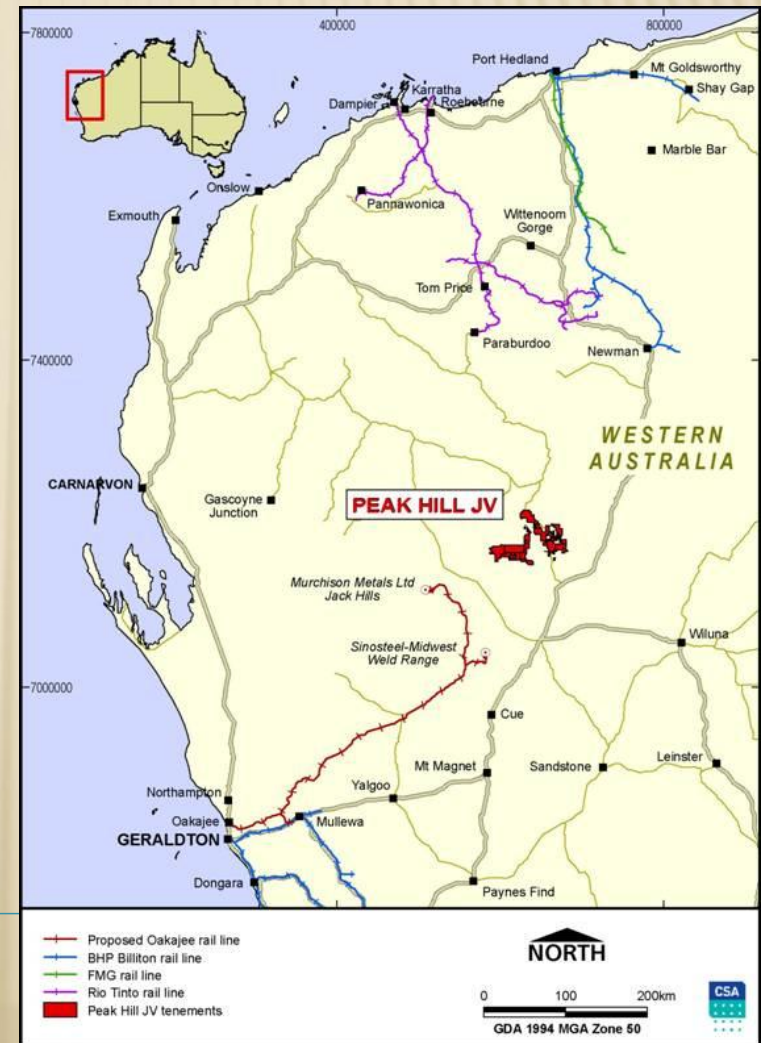 7800000
400000
800000
Port Hedland
Mt Goldsworthy
Karratha
Shay Gap
Dampier
Roebourne
Marble Bar
Onslow
Pannawonica
Exmouth
Wittenoom
Gorge
Tom Price
Paraburdoo
Newman
7400000
WESTERN
AUSTRALIA
CARNARVON
Gascoyne
Junction
PEAK HILL JV
Murchison Metals Ltd
Jack Hills
Sinosteel-Midwest
Weld Range
Wiluna
7000000
Cue
Mt Magnet
Sandstone
Leinster
Northampton
Yalgoo
Oakajee
Mullewa
GERALDTON
Dongara
Paynes Find
Proposed Oakajee rail line
BHP Billiton rail line
FMG rail line
Rio Tinto rail line
Peak Hill JV tenements
NORTH
0 100 200km
GDA 1994 MGA Zone 50
CSA